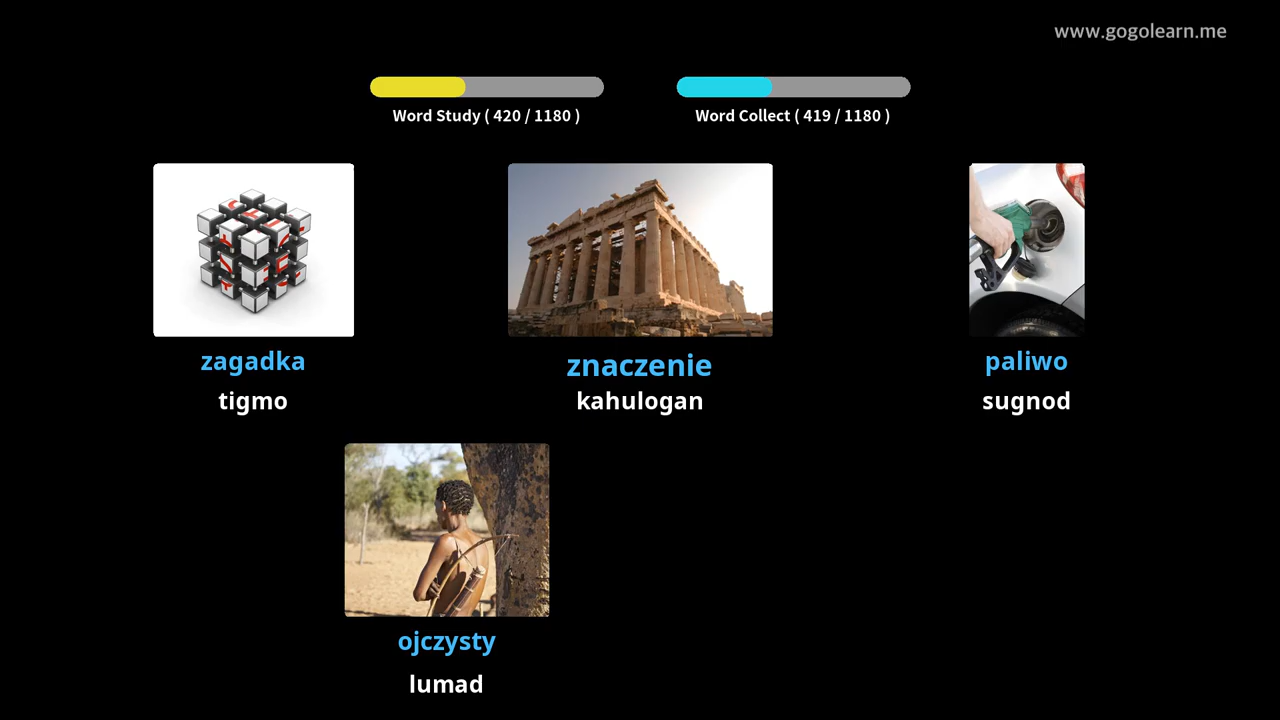 www.gogolearn.me
Word Study ( 420 / 1180 )
Word Collect ( 419 / 1180 )
zagadka
tigmo
znaczenie
kahulogan
paliwo
sugnod
ojczysty
lumad